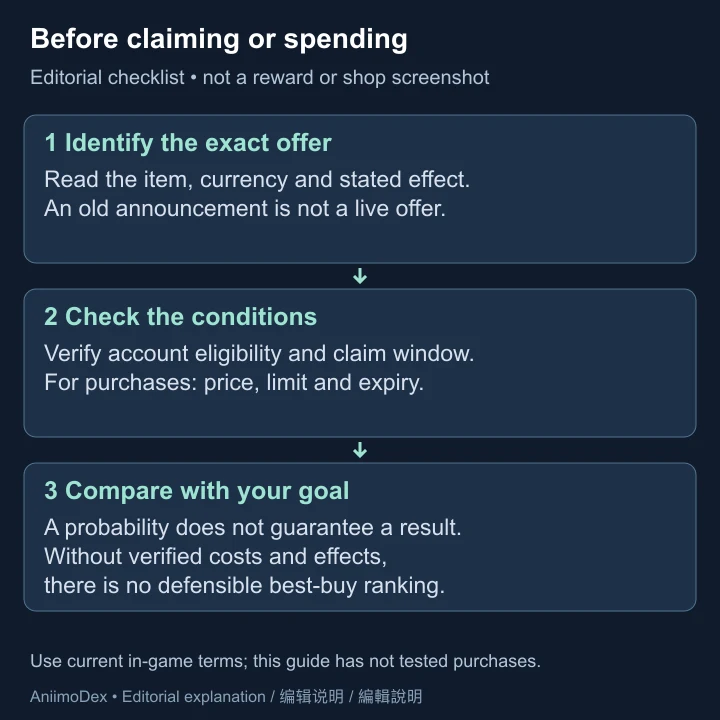 Before claiming or spending
Editorial checklist • not a reward or shop screenshot
1 Identify the exact offer
Read the item, currency and stated effect.
An old announcement is not a live offer.
2 Check the conditions
Verify account eligibility and claim window.
For purchases: price, limit and expiry.
3 Compare with your goal
A probability does not guarantee a result.
Without verified costs and effects,
there is no defensible best-buy ranking.
Use current in-game terms; this guide has not tested purchases.
AniimoDex • Editorial explanation / 编辑说明 / 編輯說明